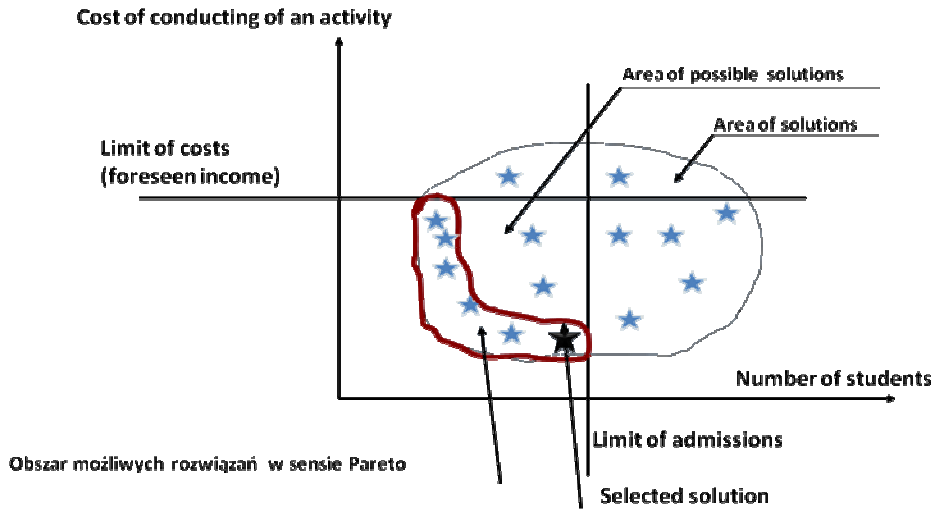 Cost of conducting of an activity
Area of possible solutions
Area of solutions
Limit of costs
(foreseen income)
Number of students
Limit of admissions
Obszar możliwych rozwiązań w sensie Pareto
Selected solution